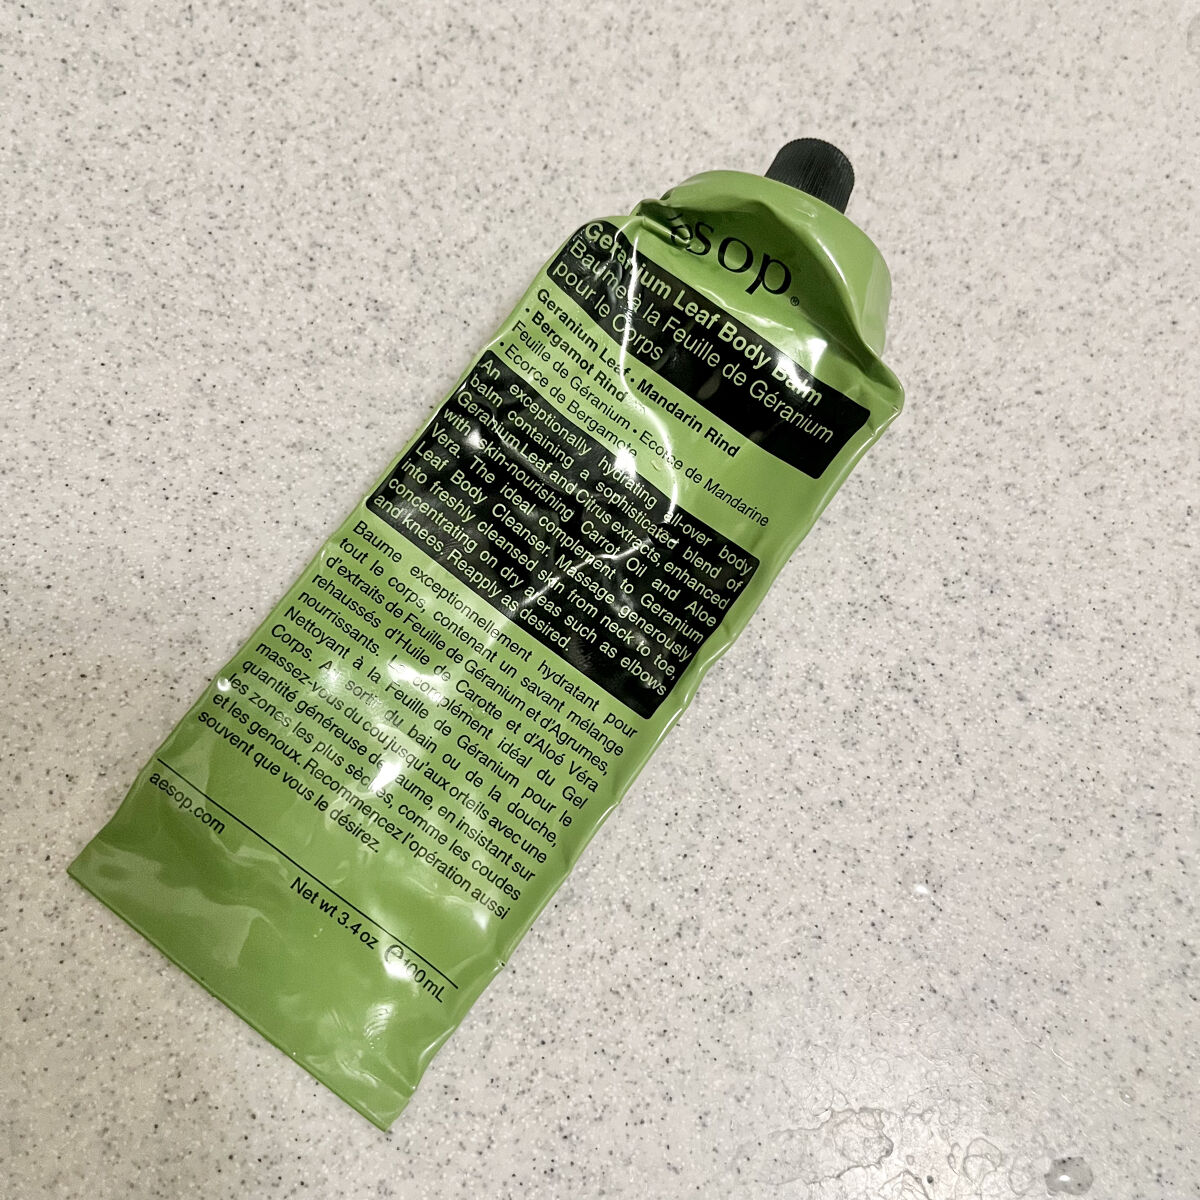 Aesop®
Geranium Leaf Body Balm
Baume à la Feuille de Géranium
pour le Corps
Geranium Leaf • Mandarin Rind
• Bergamot Rind
Feuille de Géranium • Ecorce de Mandarine
• Ecorce de Bergamote
An exceptionally hydrating all-over body
balm containing a sophisticated blend of
Geranium Leaf and Citrus extracts enhanced
with skin-nourishing Carrot Oil and Aloe
Vera. The ideal complement to Geranium
Leaf Body Cleanser. Massage generously
into freshly cleansed skin from neck to toe,
concentrating on dry areas such as elbows
and knees. Reapply as desired.
Baume exceptionnellement hydratant pour
tout le corps, contenant un savant mélange
d'extraits de Feuille de Géranium et d'Agrumes,
rehaussés d'Huile de Carotte et d'Aloé Véra
nourrissants. Le complément idéal du Gel
Nettoyant à la Feuille de Géranium pour le
Corps. Au sortir du bain ou de la douche,
massez-vous du cou jusqu'aux orteils avec une
quantité généreuse de baume, en insistant sur
les zones les plus sèches, comme les coudes
et les genoux. Recommencez l'opération aussi
souvent que vous le désirez.
aesop.com
Net wt 3.4 oz ℮100 mL